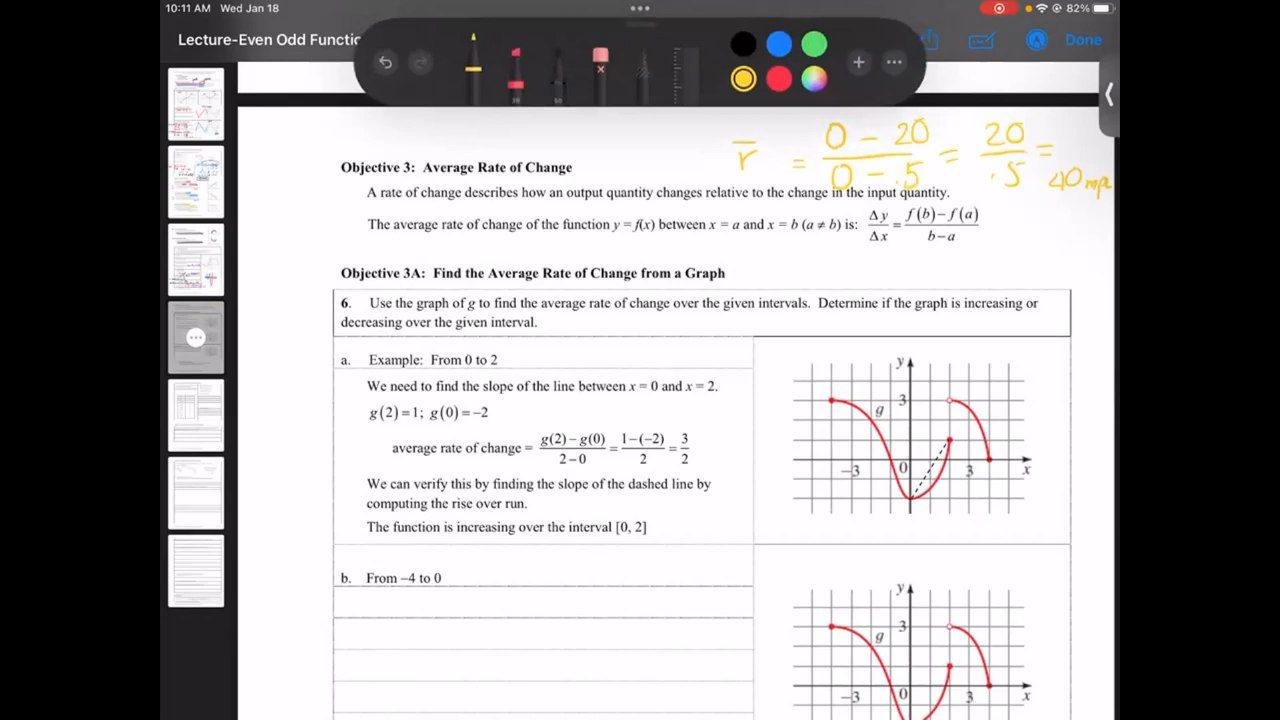 10:11 AM Wed Jan 18
82%
Lecture-Even Odd Functio
Done
r̅ = 0 - 20 / 0 - .5 = 20 / .5 = 40 mph
Objective 3: Average Rate of Change
A rate of change describes how an output quantity changes relative to the change in the input quantity.
The average rate of change of the function y = f(x) between x = a and x = b (a ≠ b) is: Δy/Δx = f(b)−f(a) / b−a
Objective 3A: Find the Average Rate of Change from a Graph
6. Use the graph of g to find the average rate of change over the given intervals. Determine if the graph is increasing or
decreasing over the given interval.
a. Example: From 0 to 2
We need to find the slope of the line between x = 0 and x = 2.
g(2) = 1; g(0) = −2
average rate of change = g(2)−g(0) / 2−0 = 1−(−2) / 2 = 3/2
We can verify this by finding the slope of the dashed line by
computing the rise over run.
The function is increasing over the interval [0, 2]
y
3
g
−3
0
3
x
b. From −4 to 0
y
3
g
−3
0
3
x